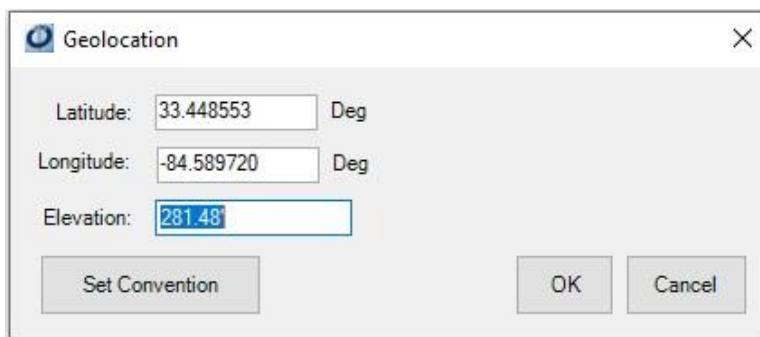 Geolocation
Latitude: 33.448553 Deg
Longitude: -84.589720 Deg
Elevation: 281.48'
Set Convention OK Cancel